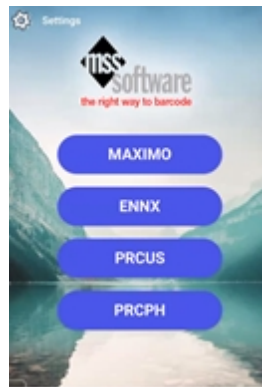 Settings
mss
software
the right way to barcode
MAXIMO
ENNX
PRCUS
PRCPH